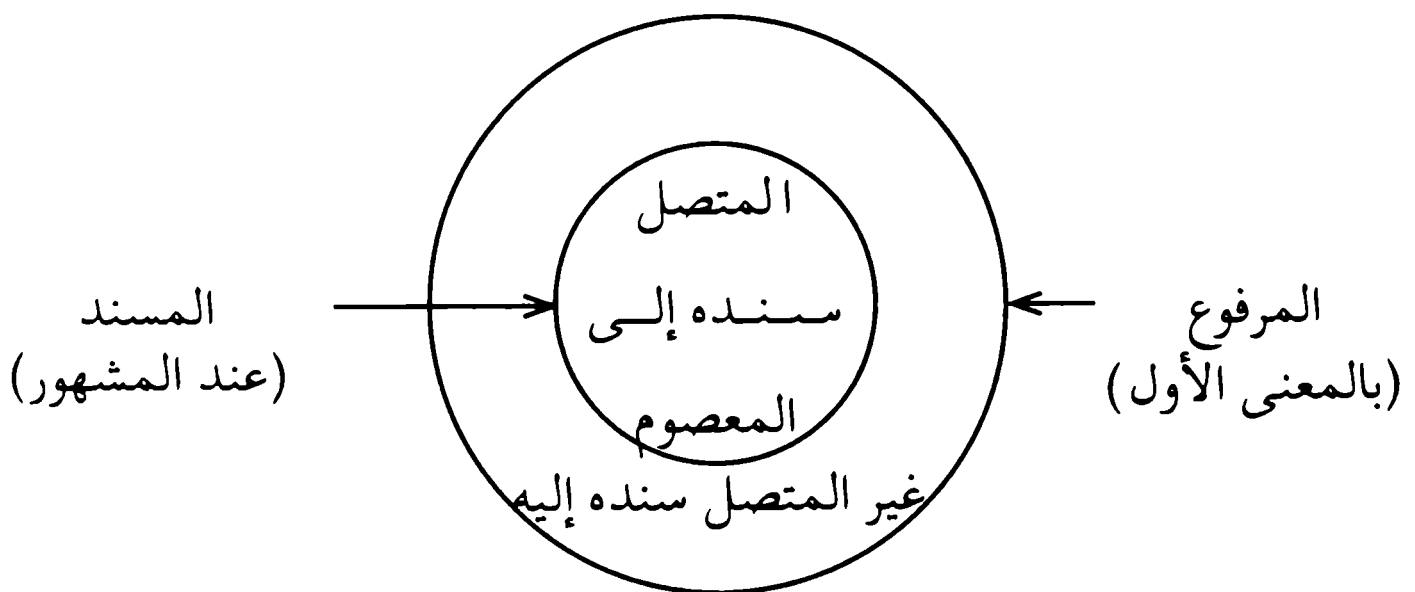 المرفوع
(بالمعنى الأول)
المتصل
سنده إلى
المعصوم
غير المتصل سنده إليه
المسند
(عند المشهور)